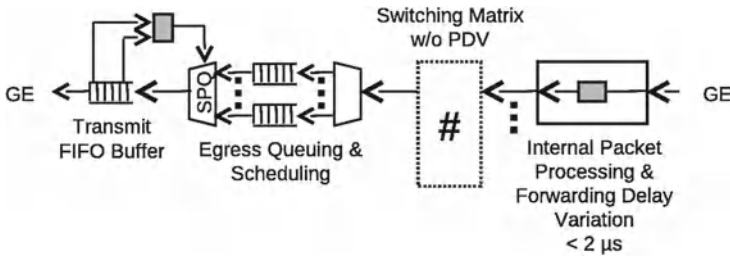 Switching Matrix
w/o PDV
GE
SPQ
#
GE
Transmit
FIFO Buffer
Egress Queuing &
Scheduling
Internal Packet
Processing &
Forwarding Delay
Variation
< 2 µs